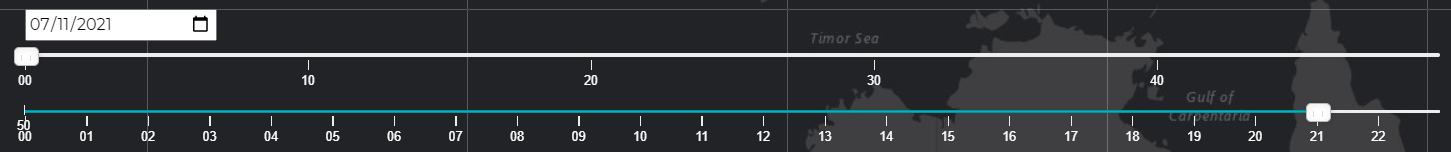 07/11/2021
Timor Sea
00 10 20 30 40
Gulf of
Carpentaria
50
00 01 02 03 04 05 06 07 08 09 10 11 12 13 14 15 16 17 18 19 20 21 22